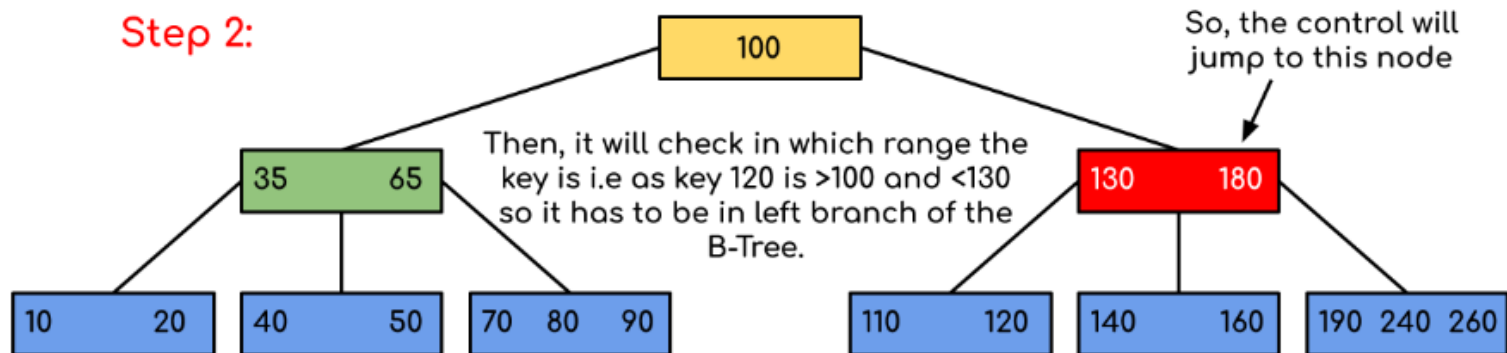 Step 2:
100
So, the control will
jump to this node
Then, it will check in which range the
key is i.e as key 120 is >100 and <130
so it has to be in left branch of the
B-Tree.
35 65
130 180
10 20
40 50
70 80 90
110 120
140 160
190 240 260